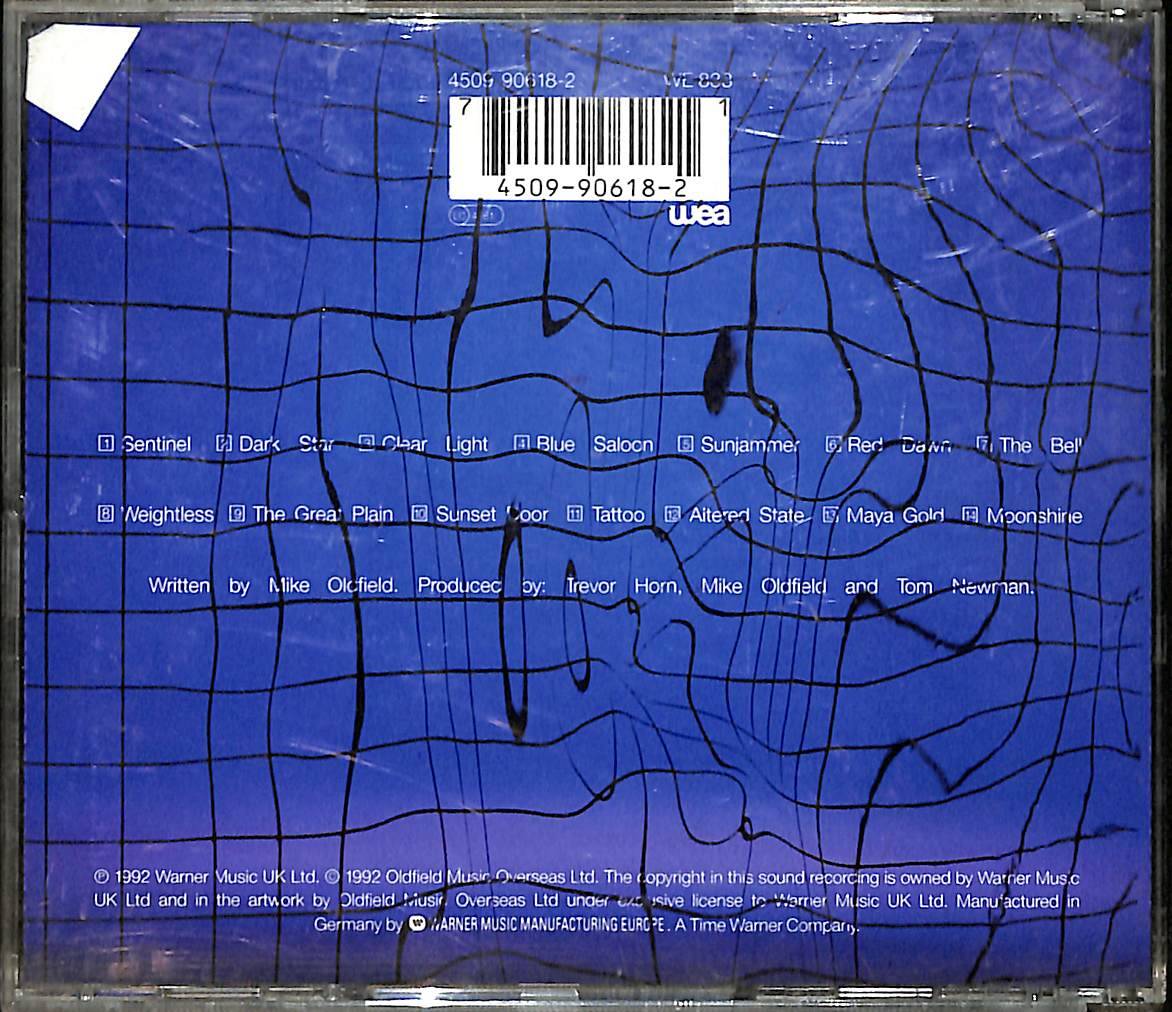 4509 90618-2 WE 833
7 1
4509-90618-2
wea
1 Sentinel 2 Dark Star 3 Clear Light 4 Blue Saloon 5 Sunjammer 6 Red Dawn 7 The Bell
8 Weightless 9 The Great Plain 10 Sunset Door 11 Tattoo 12 Altered State 13 Maya Gold 14 Moonshine
Written by Mike Oldfield. Produced by: Trevor Horn, Mike Oldfield and Tom Newman.
℗ 1992 Warner Music UK Ltd. © 1992 Oldfield Music Overseas Ltd. The copyright in this sound recording is owned by Warner Music
UK Ltd and in the artwork by Oldfield Music Overseas Ltd under exclusive license to Warner Music UK Ltd. Manufactured in
Germany by WARNER MUSIC MANUFACTURING EUROPE. A Time Warner Company.